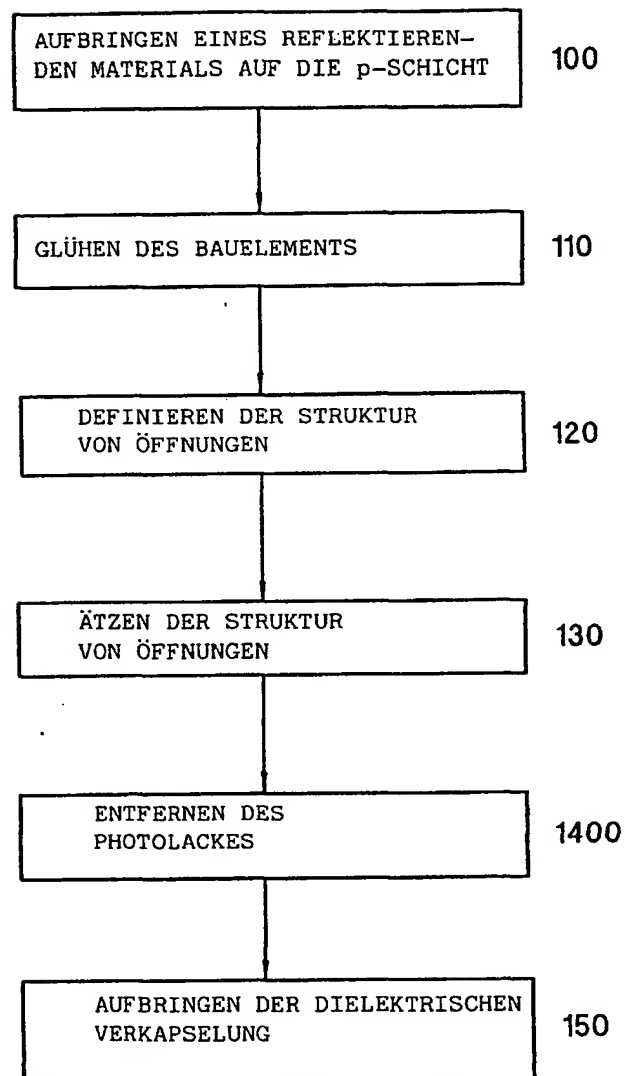 AUFBRINGEN EINES REFLEKTIEREN-
DEN MATERIALS AUF DIE p-SCHICHT
100
GLÜHEN DES BAUELEMENTS
110
DEFINIEREN DER STRUKTUR
VON ÖFFNUNGEN
120
ÄTZEN DER STRUKTUR
VON ÖFFNUNGEN
130
ENTFERNEN DES
PHOTOLACKES
1400
AUFBRINGEN DER DIELEKTRISCHEN
VERKAPSELUNG
150